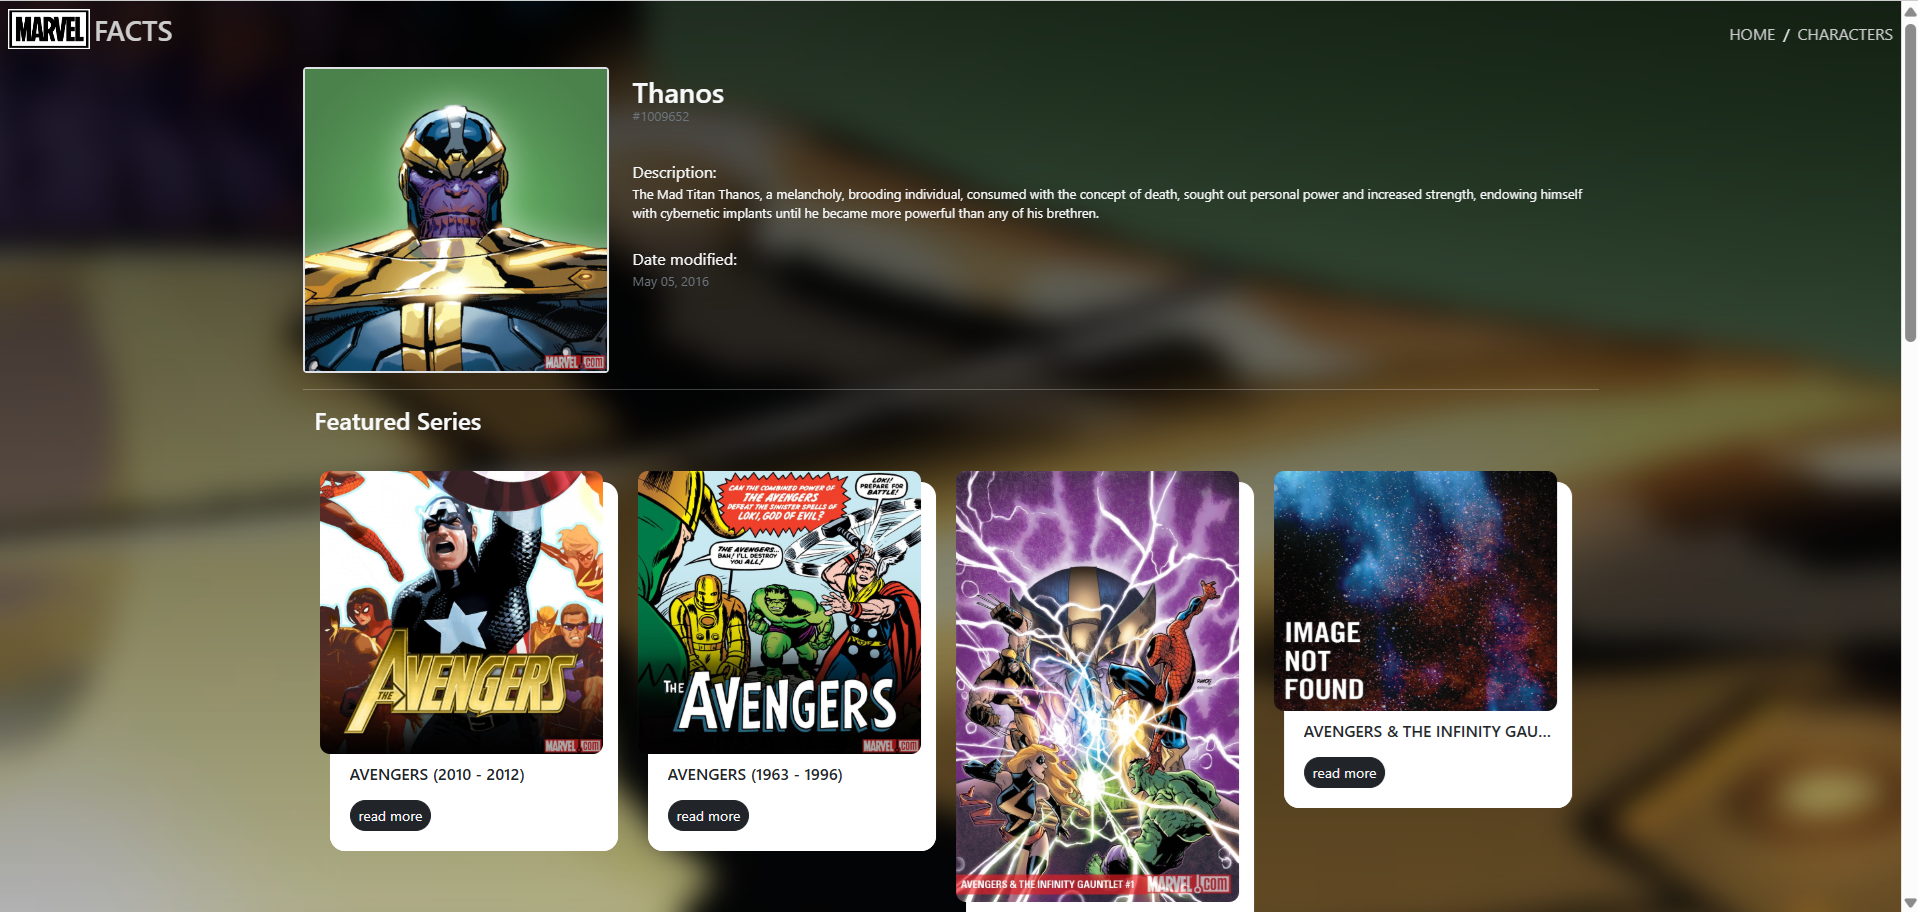 MARVEL FACTS
HOME / CHARACTERS
Thanos
#1009652
Description:
The Mad Titan Thanos, a melancholy, brooding individual, consumed with the concept of death, sought out personal power and increased strength, endowing himself
with cybernetic implants until he became more powerful than any of his brethren.
Date modified:
May 05, 2016
MARVEL.COM
Featured Series
THE AVENGERS
MARVEL.COM
AVENGERS (2010 - 2012)
read more
CAN THE COMBINED POWER OF
THE AVENGERS
DEFEAT THE SINISTER SPELLS OF
LOKI, GOD OF EVIL?
LOKI!
PREPARE FOR
BATTLE!
THE AVENGERS...
BAH! I'LL DESTROY
YOU ALL!
THE AVENGERS
MARVEL.COM
AVENGERS (1963 - 1996)
read more
AVENGERS & THE INFINITY GAUNTLET #1
MARVEL.COM
IMAGE
NOT
FOUND
AVENGERS & THE INFINITY GAU...
read more